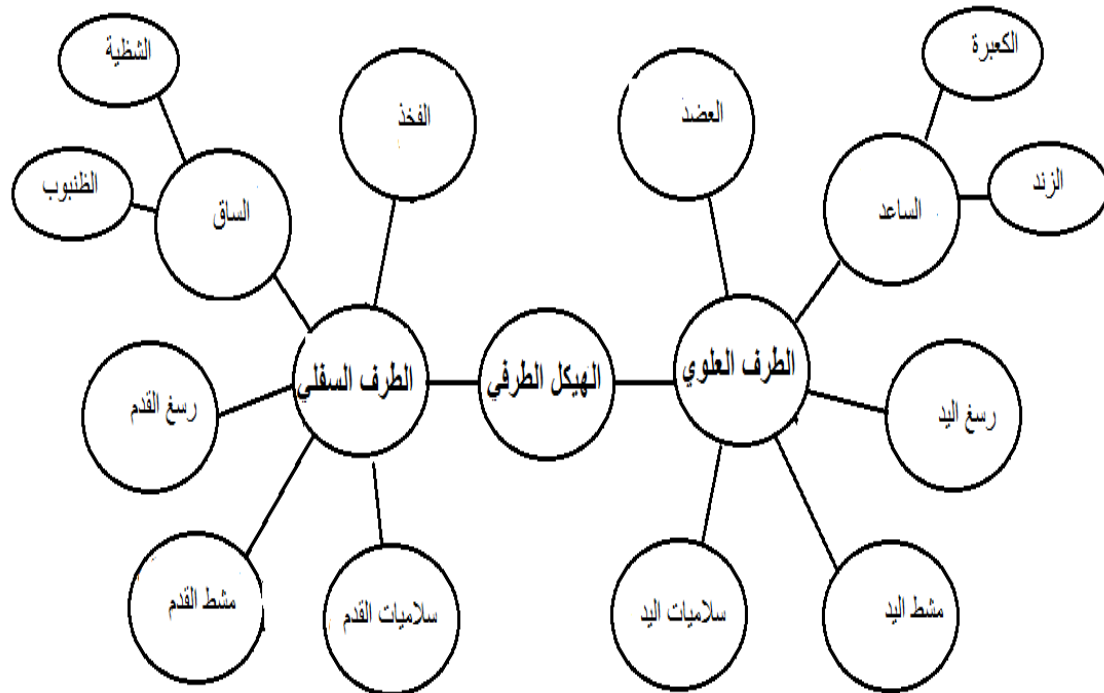 الكعبرة
الشظية
العضد
الفخذ
الزند
الظنبوب
الساعد
الساق
الطرف العلوي
الهيكل الطرفي
الطرف السفلي
رسغ اليد
رسغ القدم
مشط اليد
سلاميات اليد
سلاميات القدم
مشط القدم